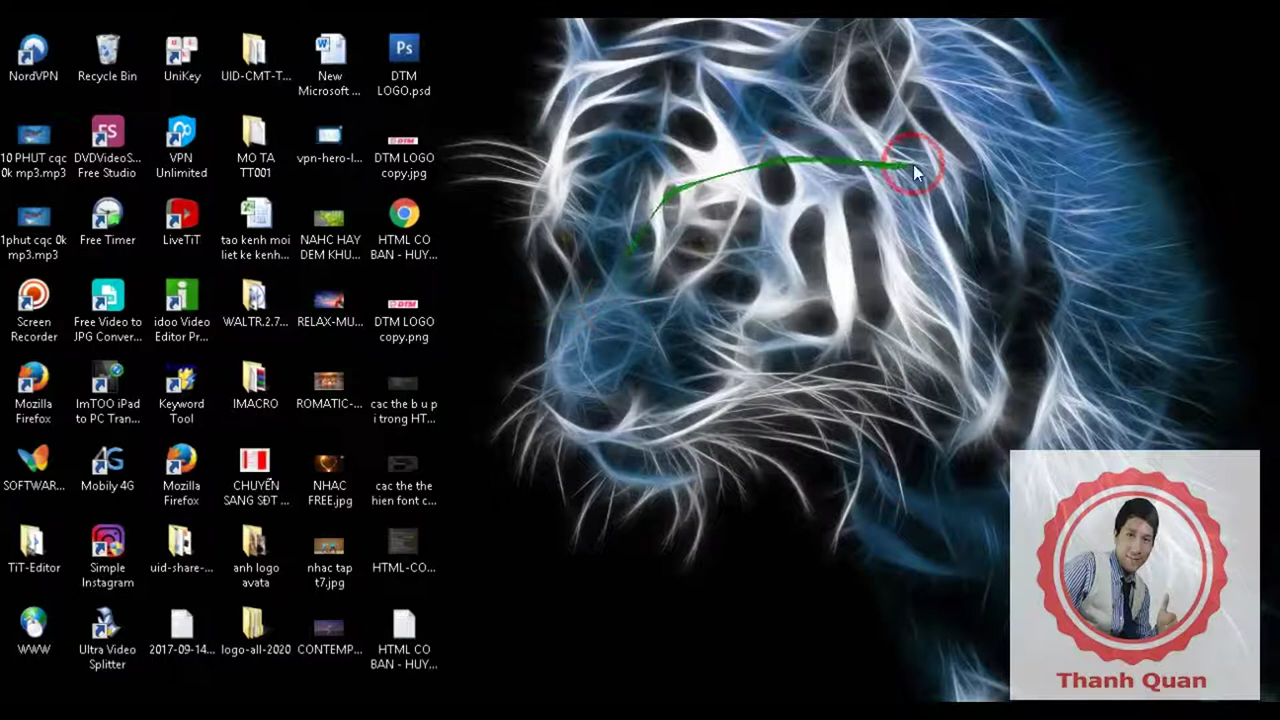 NordVPN
Recycle Bin
UniKey
UID-CMT-T...
New
Microsoft ...
DTM
LOGO.psd
10 PHUT cqc
0k mp3.mp3
DVDVideoS...
Free Studio
VPN
Unlimited
MO TA
TT001
vpn-hero-l...
DTM LOGO
copy.jpg
1phut cqc 0k
mp3.mp3
Free Timer
LiveTiT
tao kenh moi
liet ke kenh...
NAHC HAY
DEM KHU...
HTML CO
BAN - HUY...
Screen
Recorder
Free Video to
JPG Conver...
idoo Video
Editor Pr...
WALTR.2.7...
RELAX-MU...
DTM LOGO
copy.png
Mozilla
Firefox
ImTOO iPad
to PC Tran...
Keyword
Tool
IMACRO
ROMATIC-...
cac the b u p
i trong HT...
SOFTWAR...
Mobily 4G
Mozilla
Firefox
CHUYỂN
SANG SĐT ...
NHAC
FREE.jpg
cac the the
hien font c...
TiT-Editor
Simple
Instagram
uid-share-...
anh logo
avata
nhac tap
t7.jpg
HTML-CO...
WWW
Ultra Video
Splitter
2017-09-14...
logo-all-2020
CONTEMP...
HTML CO
BAN - HUY...
Thanh Quan